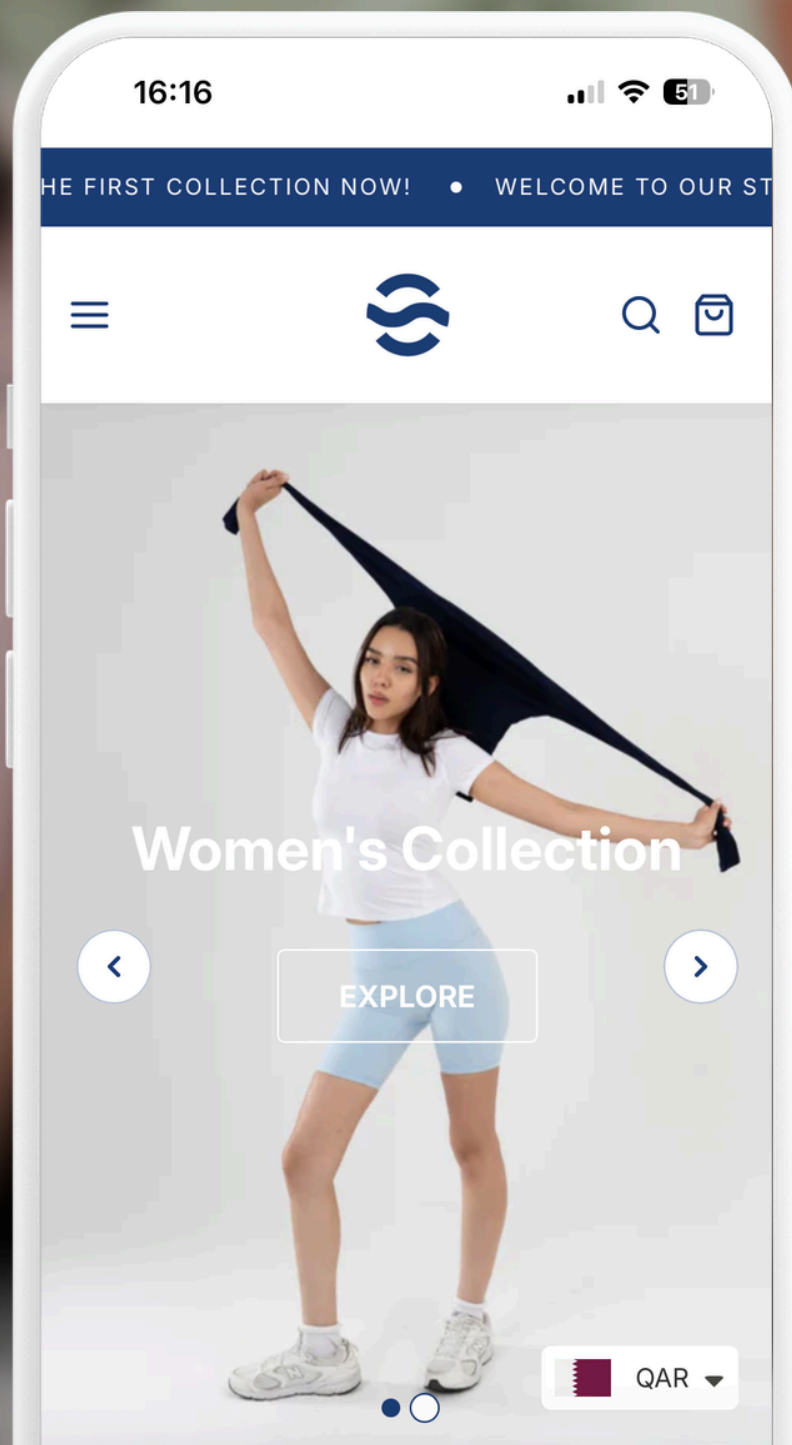 16:16
51
HE FIRST COLLECTION NOW! • WELCOME TO OUR ST
Women's Collection
EXPLORE
QAR